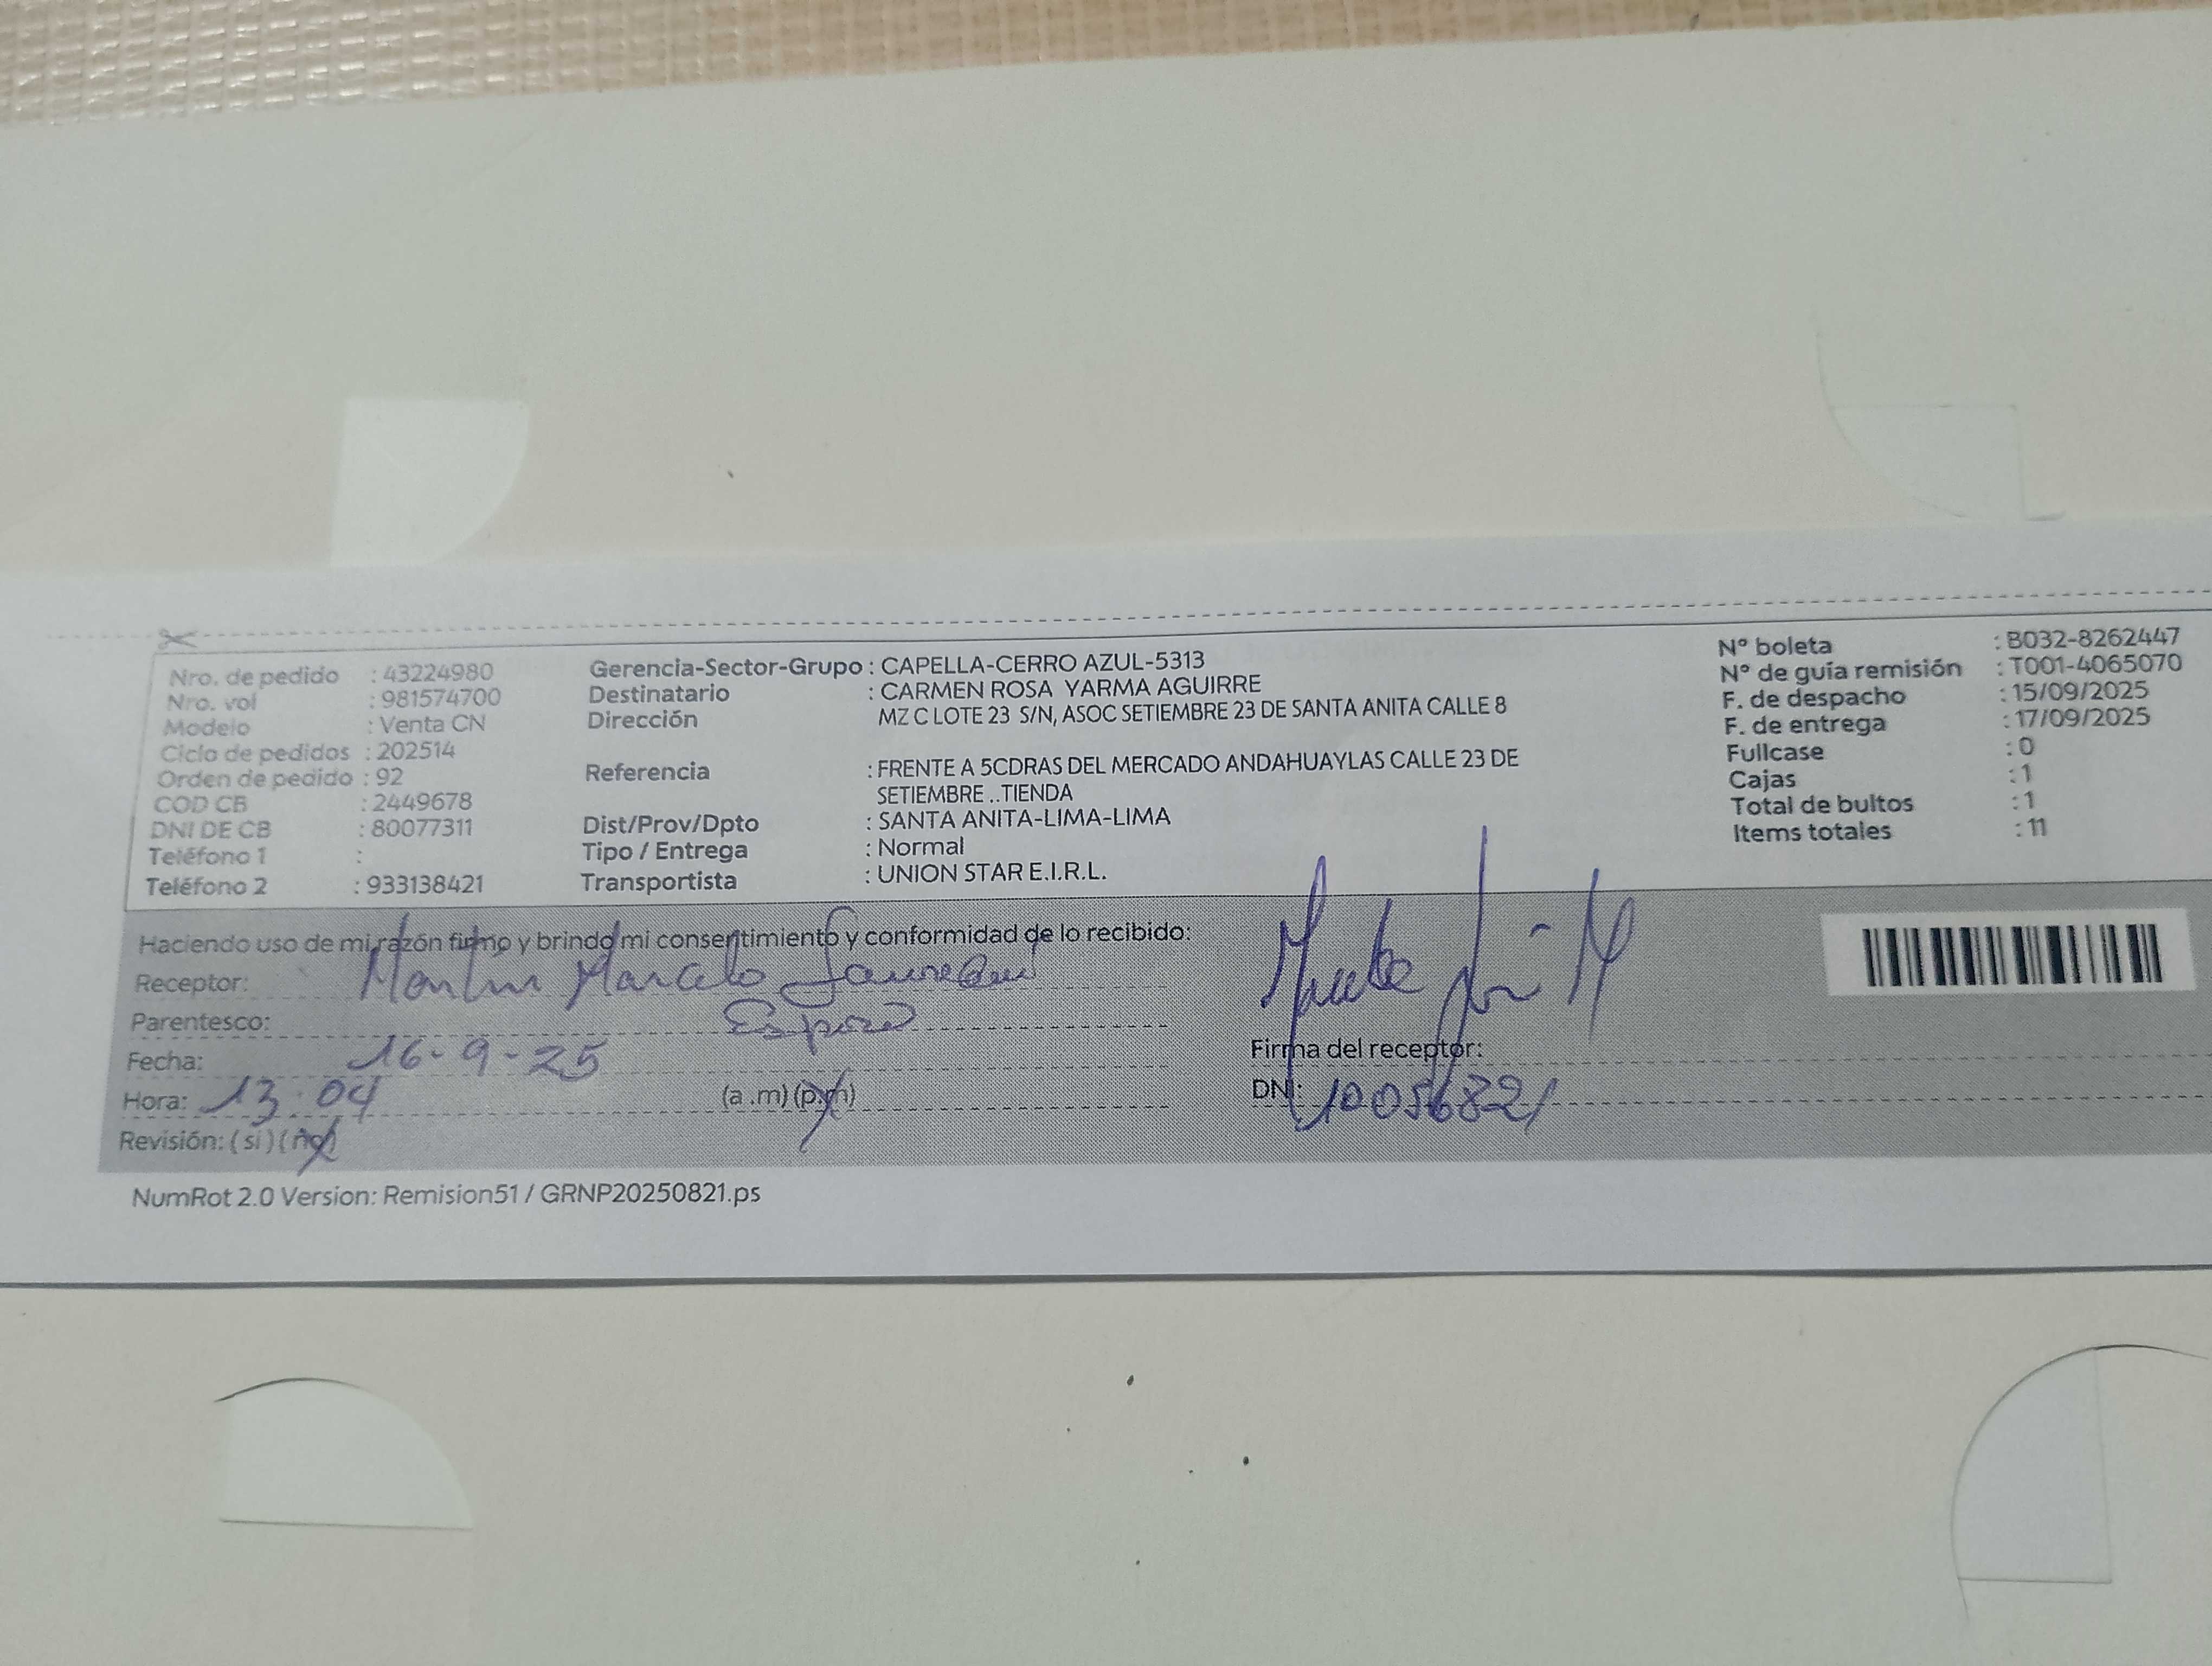 Nro. de pedido : 43224980
Nro. vol : 981574700
Modelo : Venta CN
Ciclo de pedidos : 202514
Orden de pedido : 92
COD CB : 2449678
DNI DE CB : 80077311
Teléfono 1 :
Teléfono 2 : 933138421
Gerencia-Sector-Grupo : CAPELLA-CERRO AZUL-5313
Destinatario : CARMEN ROSA YARMA AGUIRRE
Dirección MZ C LOTE 23 S/N, ASOC SETIEMBRE 23 DE SANTA ANITA CALLE 8
Referencia : FRENTE A 5CDRAS DEL MERCADO ANDAHUAYLAS CALLE 23 DE
SETIEMBRE..TIENDA
Dist/Prov/Dpto : SANTA ANITA-LIMA-LIMA
Tipo / Entrega : Normal
Transportista : UNION STAR E.I.R.L.
N° boleta : B032-8262447
N° de guía remisión : T001-4065070
F. de despacho : 15/09/2025
F. de entrega : 17/09/2025
Fullcase : 0
Cajas : 1
Total de bultos : 1
Items totales : 11
Haciendo uso de mi razón firmo y brindo mi consentimiento y conformidad de lo recibido:
Receptor: Marcelo
Parentesco: Esposo
Fecha: 16-9-25
Hora: 13:04 (a.m) (p.m)
Revisión: (si) (no)
Firma del receptor:
DNI: 10056821
NumRot 2.0 Version: Remision51 / GRNP20250821.ps